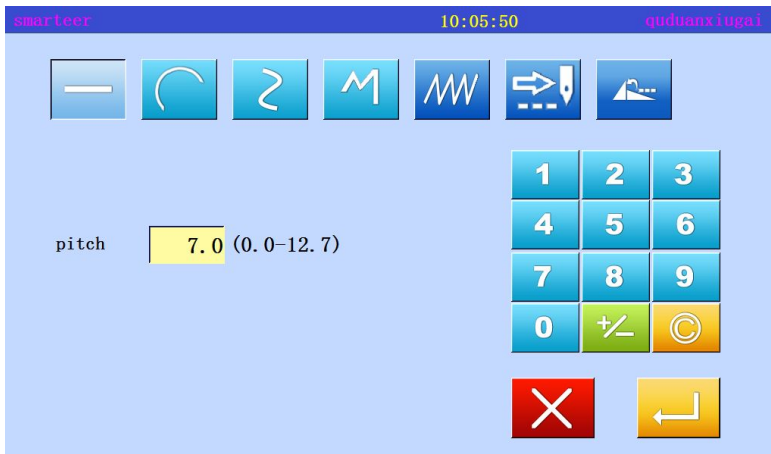 smarteer 10:05:50 quduanxiugai
1 2 3
pitch 7.0 (0.0-12.7)
4 5 6
7 8 9
0 +/- ©